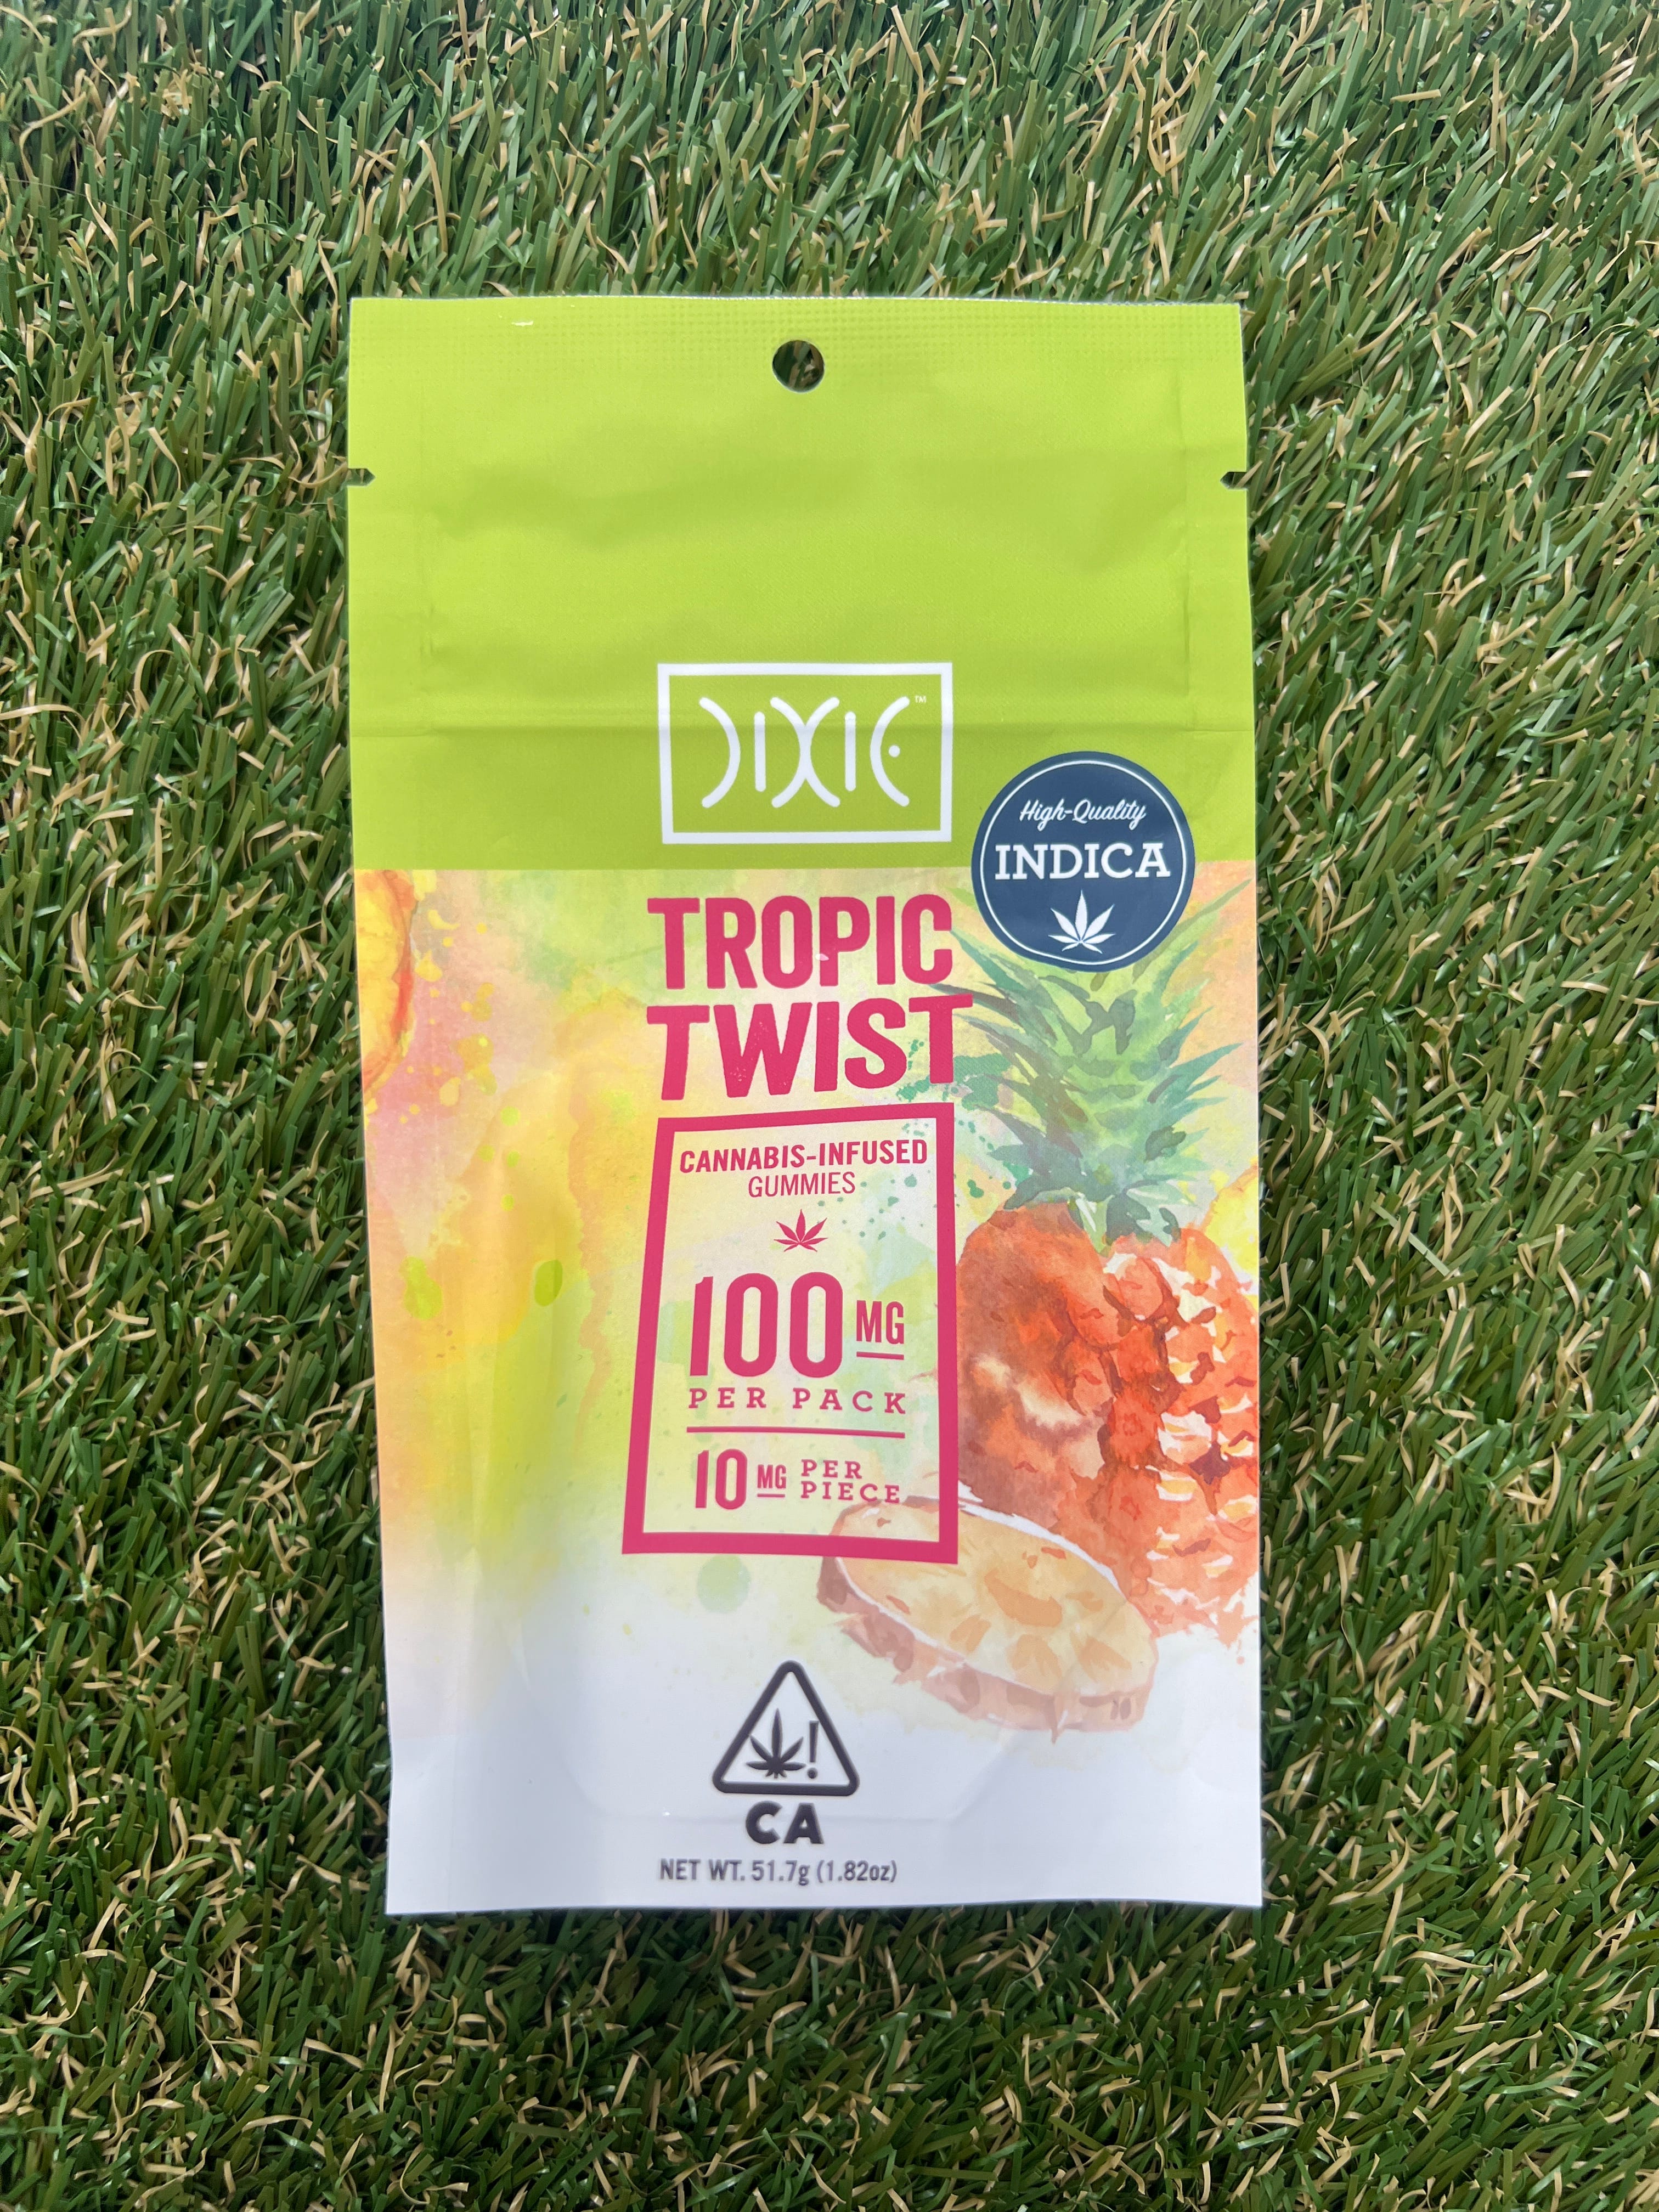 DIXIE™
High-Quality
INDICA
TROPIC
TWIST
CANNABIS-INFUSED
GUMMIES
100 MG
PER PACK
10 MG PER PIECE
!
CA
NET WT. 51.7g (1.82oz)